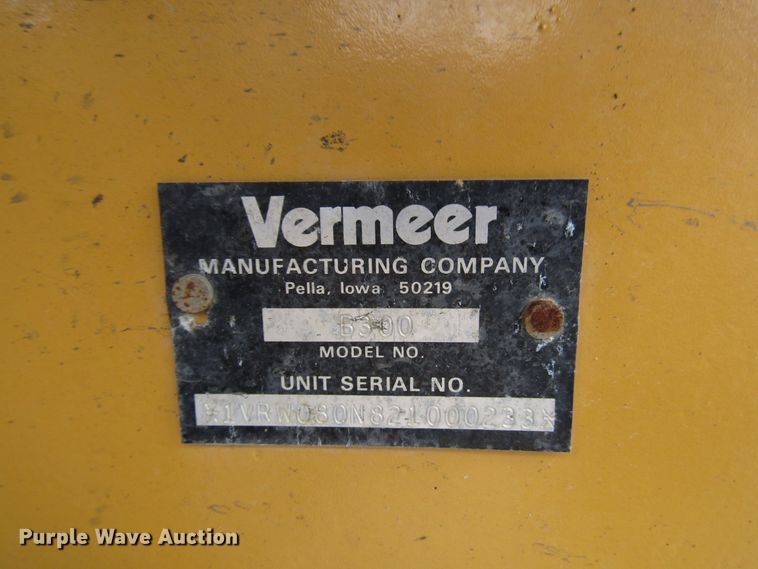 Vermeer
MANUFACTURING COMPANY
Pella, Iowa 50219
B300
MODEL NO.
UNIT SERIAL NO.
*1VRN080N821000233*
Purple Wave Auction